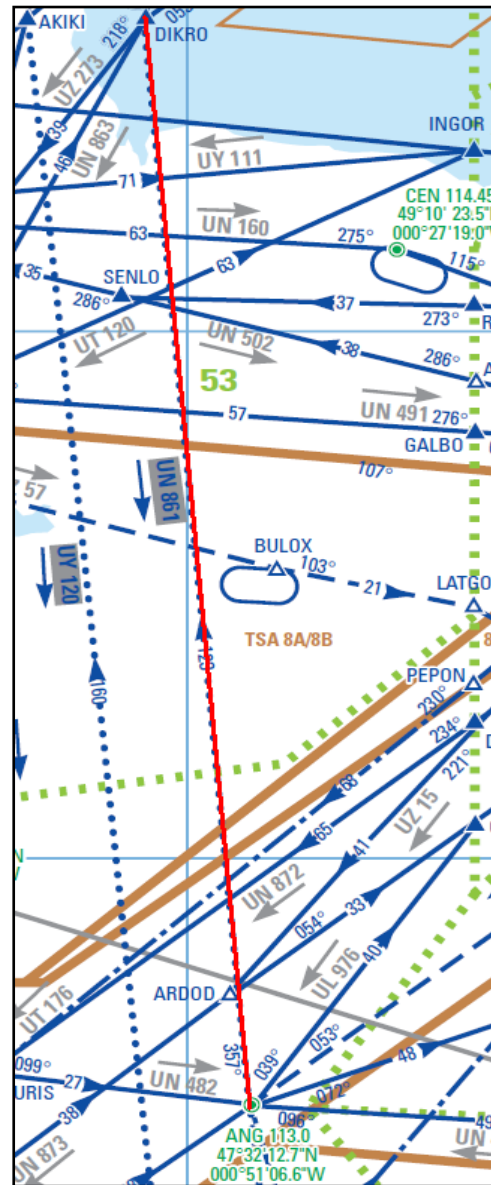 AKIKI
218°
DIKRO
053
UZ 273
39
46
UN 863
INGOR
UY 111
71
CEN 114.45
49°10' 23.5"
000°27'19.0"
UN 160
63
275°
115°
63
35
SENLO
286°
37
273°
R
UT 120
UN 502
38
286°
A
53
UN 491
57
276°
GALBO
107°
57
UN 861
BULOX
103°
21
LATGO
UY 120
TSA 8A/8B
8
123
PEPON
230°
160
234°
D
68
221°
65
UZ 15
41
UN 872
33
054°
UL 976
40
ARDOD
UT 176
357°
039°
053°
099°
27
UN 482
48
URIS
072°
38
096°
49
ANG 113.0
47°32'12.7"N
000°51'06.6"W
UN 873
UN